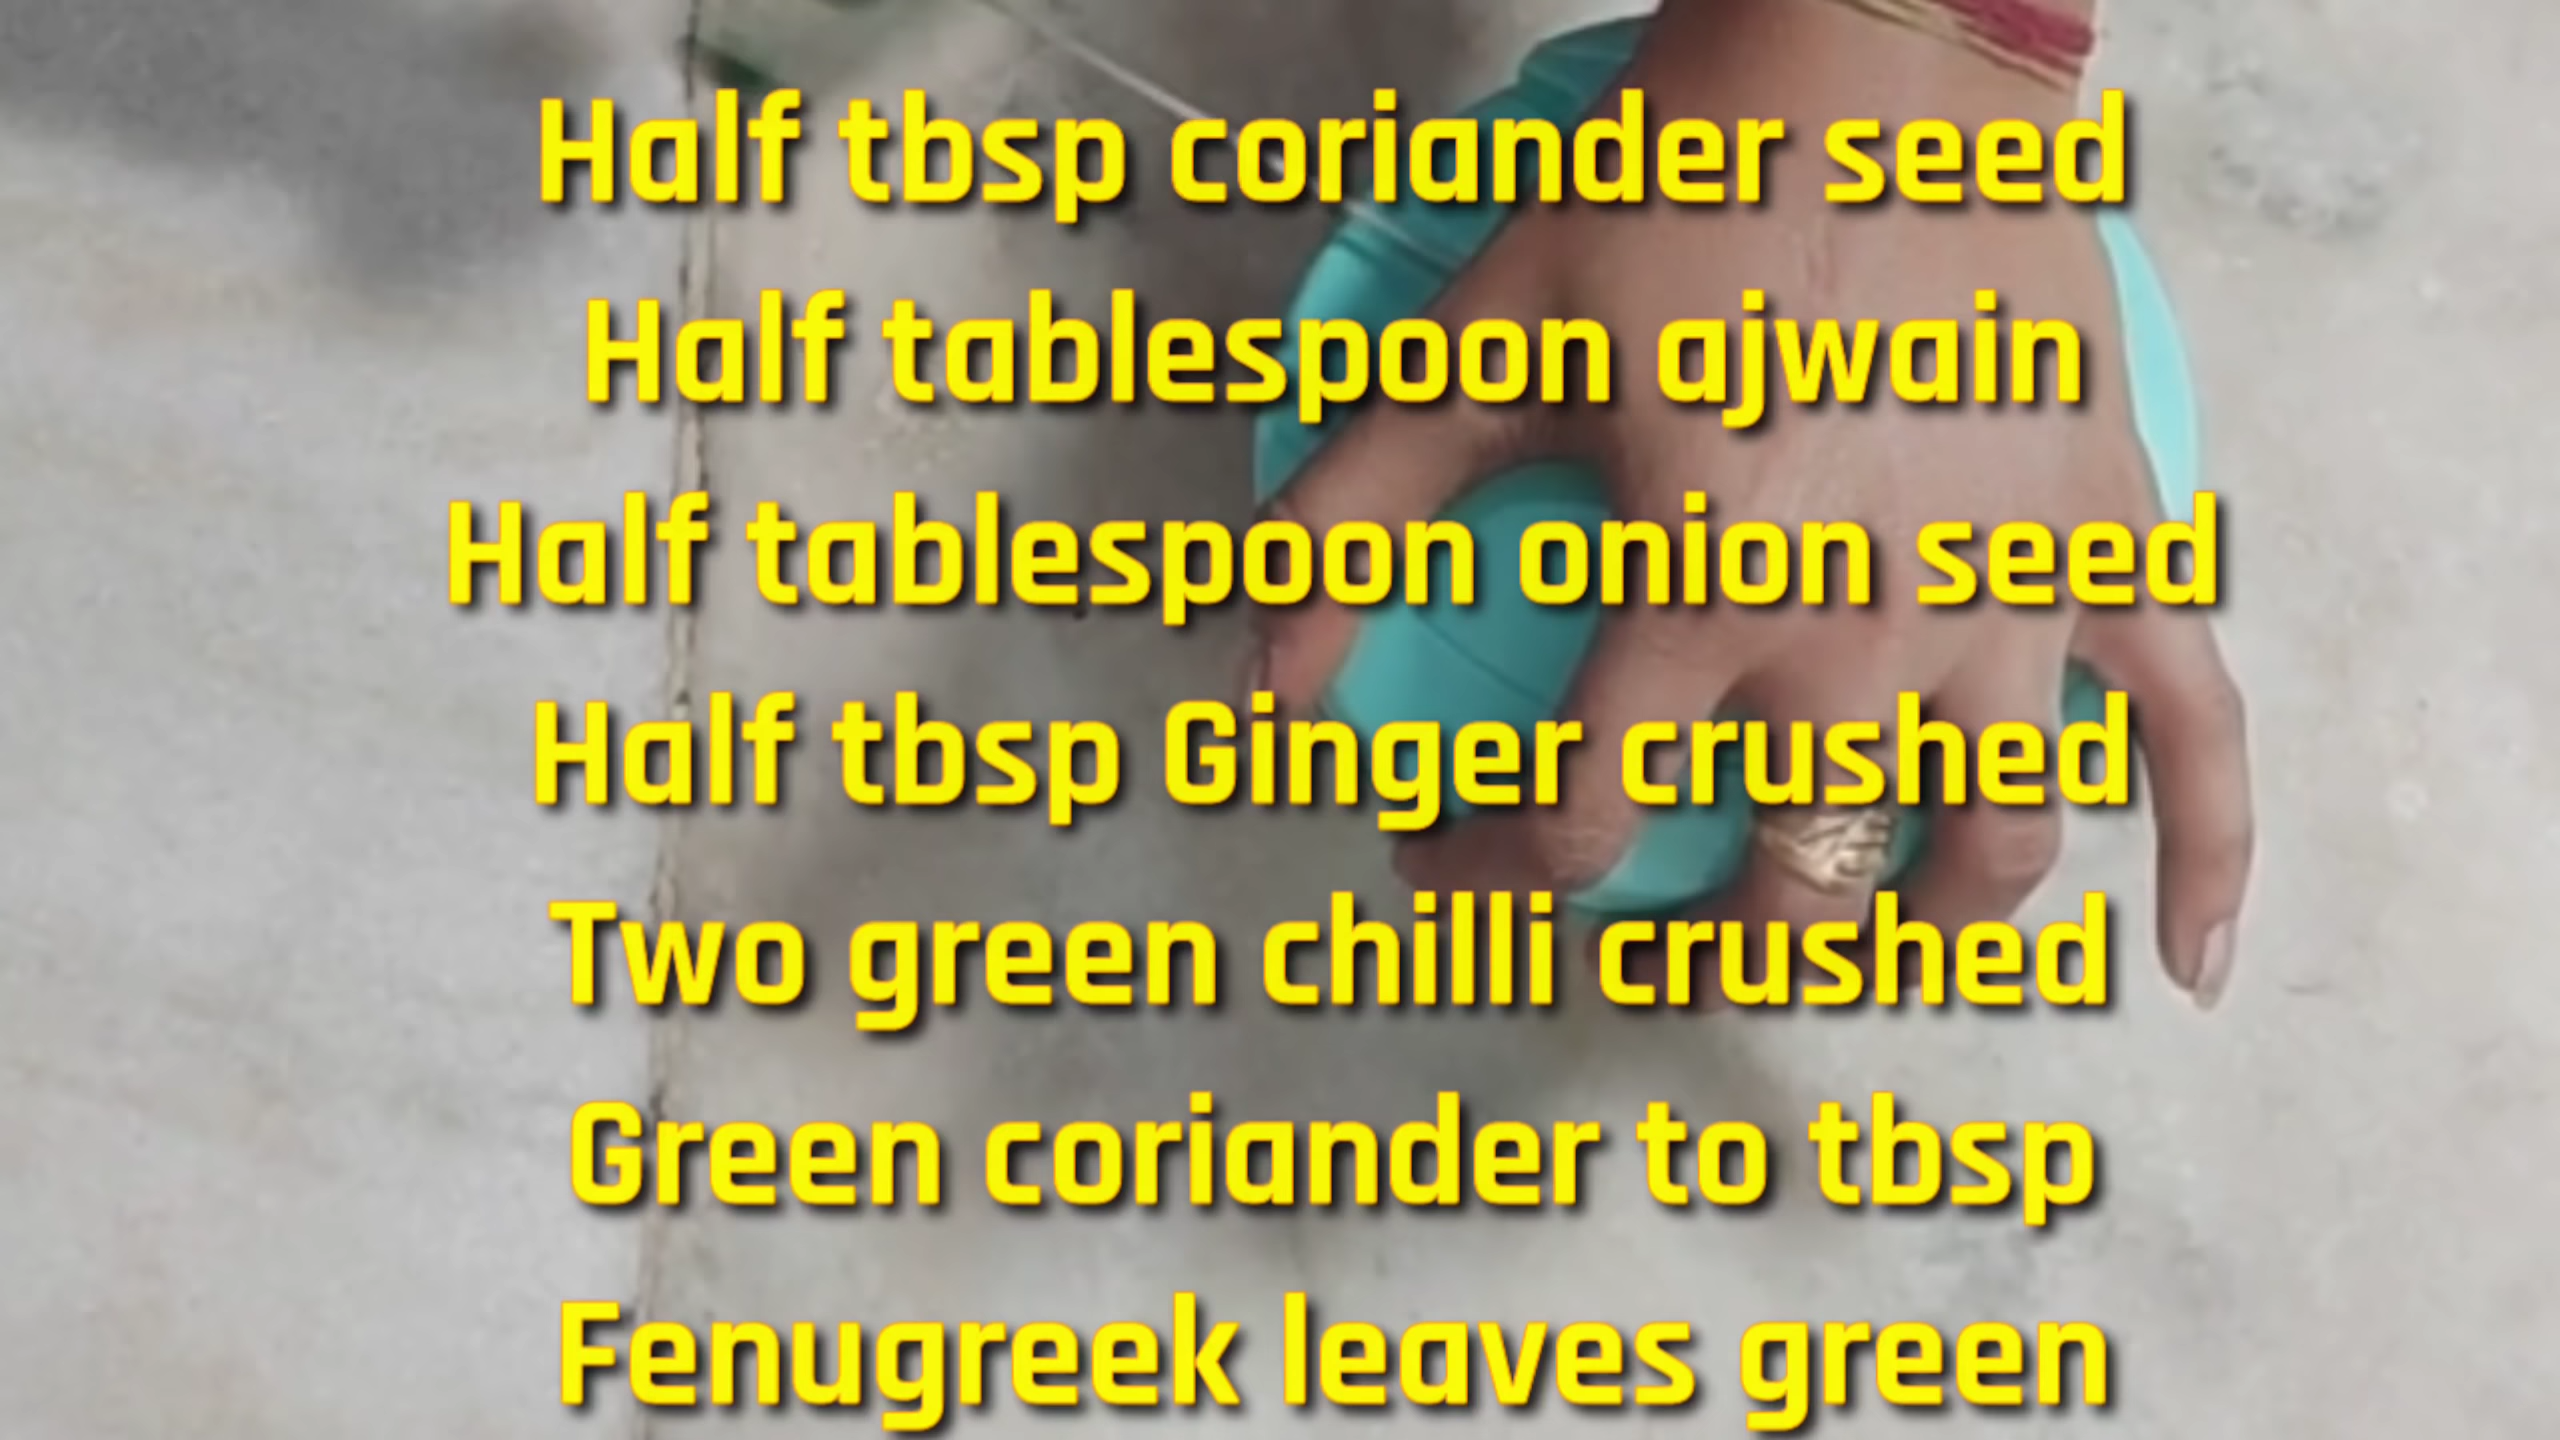 Half tbsp coriander seed
Half tablespoon ajwain
Half tablespoon onion seed
Half tbsp Ginger crushed
Two green chilli crushed
Green coriander to tbsp
Fenugreek leaves green